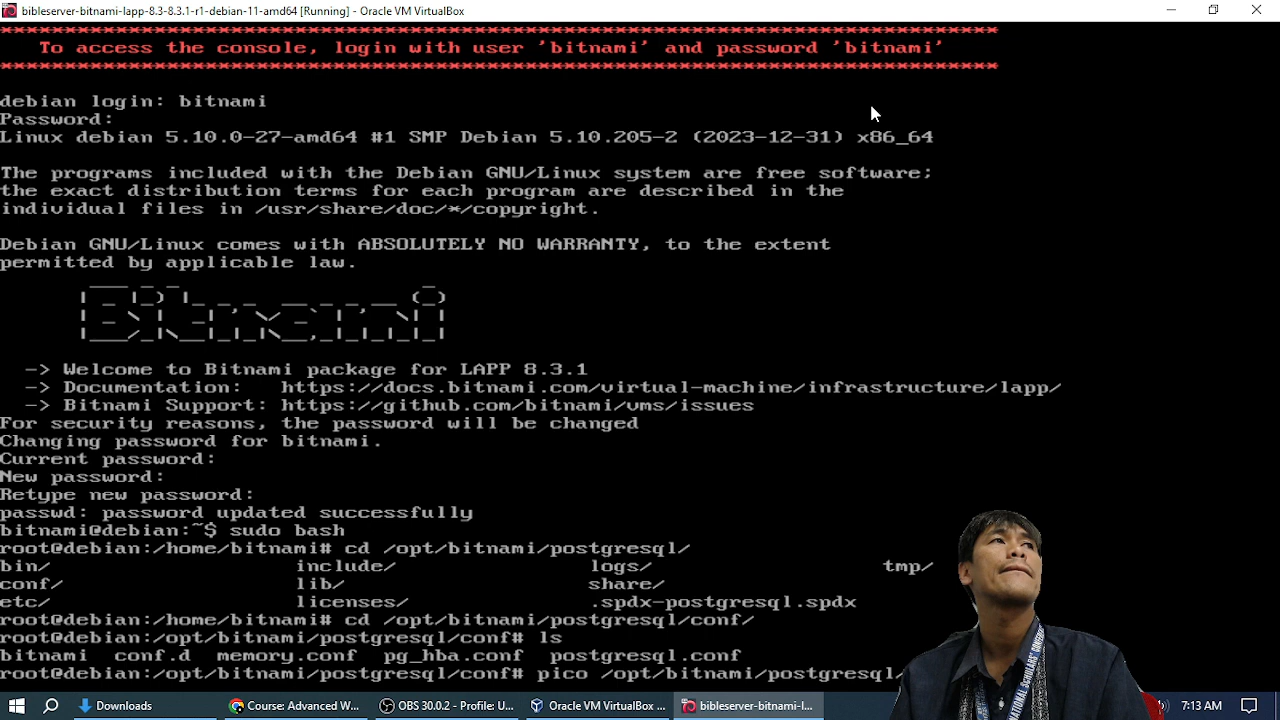 bibleserver-bitnami-lapp-8.3-8.3.1-r1-debian-11-amd64 [Running] - Oracle VM VirtualBox
*******************************************************************************
To access the console, login with user 'bitnami' and password 'bitnami'
*******************************************************************************
debian login: bitnami
Password:
Linux debian 5.10.0-27-amd64 #1 SMP Debian 5.10.205-2 (2023-12-31) x86_64
The programs included with the Debian GNU/Linux system are free software;
the exact distribution terms for each program are described in the
individual files in /usr/share/doc/*/copyright.
Debian GNU/Linux comes with ABSOLUTELY NO WARRANTY, to the extent
permitted by applicable law.
Bitnami
-> Welcome to Bitnami package for LAPP 8.3.1
-> Documentation: https://docs.bitnami.com/virtual-machine/infrastructure/lapp/
-> Bitnami Support: https://github.com/bitnami/vms/issues
For security reasons, the password will be changed
Changing password for bitnami.
Current password:
New password:
Retype new password:
passwd: password updated successfully
bitnami@debian:~$ sudo bash
root@debian:/home/bitnami# cd /opt/bitnami/postgresql/
bin/ include/ logs/ tmp/
conf/ lib/ share/
etc/ licenses/ .spdx-postgresql.spdx
root@debian:/home/bitnami# cd /opt/bitnami/postgresql/conf/
root@debian:/opt/bitnami/postgresql/conf# ls
bitnami conf.d memory.conf pg_hba.conf postgresql.conf
root@debian:/opt/bitnami/postgresql/conf# pico /opt/bitnami/postgresql/
Downloads Course: Advanced W... OBS 30.0.2 - Profile: U... Oracle VM VirtualBox ... bibleserver-bitnami-l... 7:13 AM